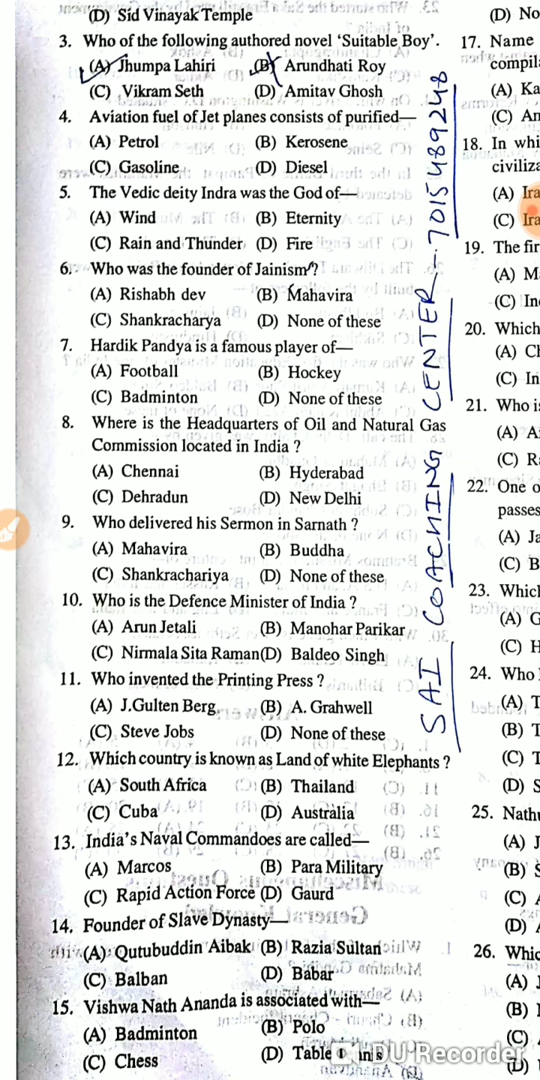 (D) Sid Vinayak Temple
3. Who of the following authored novel 'Suitable Boy'.
(A) Jhumpa Lahiri (B) Arundhati Roy
(C) Vikram Seth (D) Amitav Ghosh
4. Aviation fuel of Jet planes consists of purified—
(A) Petrol (B) Kerosene
(C) Gasoline (D) Diesel
5. The Vedic deity Indra was the God of—
(A) Wind (B) Eternity
(C) Rain and Thunder (D) Fire
6. Who was the founder of Jainism ?
(A) Rishabh dev (B) Mahavira
(C) Shankracharya (D) None of these
7. Hardik Pandya is a famous player of—
(A) Football (B) Hockey
(C) Badminton (D) None of these
8. Where is the Headquarters of Oil and Natural Gas
Commission located in India ?
(A) Chennai (B) Hyderabad
(C) Dehradun (D) New Delhi
9. Who delivered his Sermon in Sarnath ?
(A) Mahavira (B) Buddha
(C) Shankrachariya (D) None of these
10. Who is the Defence Minister of India ?
(A) Arun Jetali (B) Manohar Parikar
(C) Nirmala Sita Raman (D) Baldeo Singh
11. Who invented the Printing Press ?
(A) J.Gulten Berg (B) A. Grahwell
(C) Steve Jobs (D) None of these
12. Which country is known as Land of white Elephants ?
(A) South Africa (B) Thailand
(C) Cuba (D) Australia
13. India's Naval Commandoes are called—
(A) Marcos (B) Para Military
(C) Rapid Action Force (D) Gaurd
14. Founder of Slave Dynasty—
(A) Qutubuddin Aibak (B) Razia Sultan
(C) Balban (D) Babar
15. Vishwa Nath Ananda is associated with—
(A) Badminton (B) Polo
(C) Chess (D) Table
SAI COACHING CENTER - 7015489248
(D) No
17. Name
(A)
(C)
18. In
(A)
(C)
19. The
(A)
(C)
20. Which
(A)
(C) In
21. Who
(A)
(C)
22. One
passes
(A)
(C)
23.
(A)
(C)
24. Who
(A)
(B)
(C)
(D)
25.
(A)
(B)
(C)
(D)
26.
(A)
(B)
(C)
(D)
DU Recorder